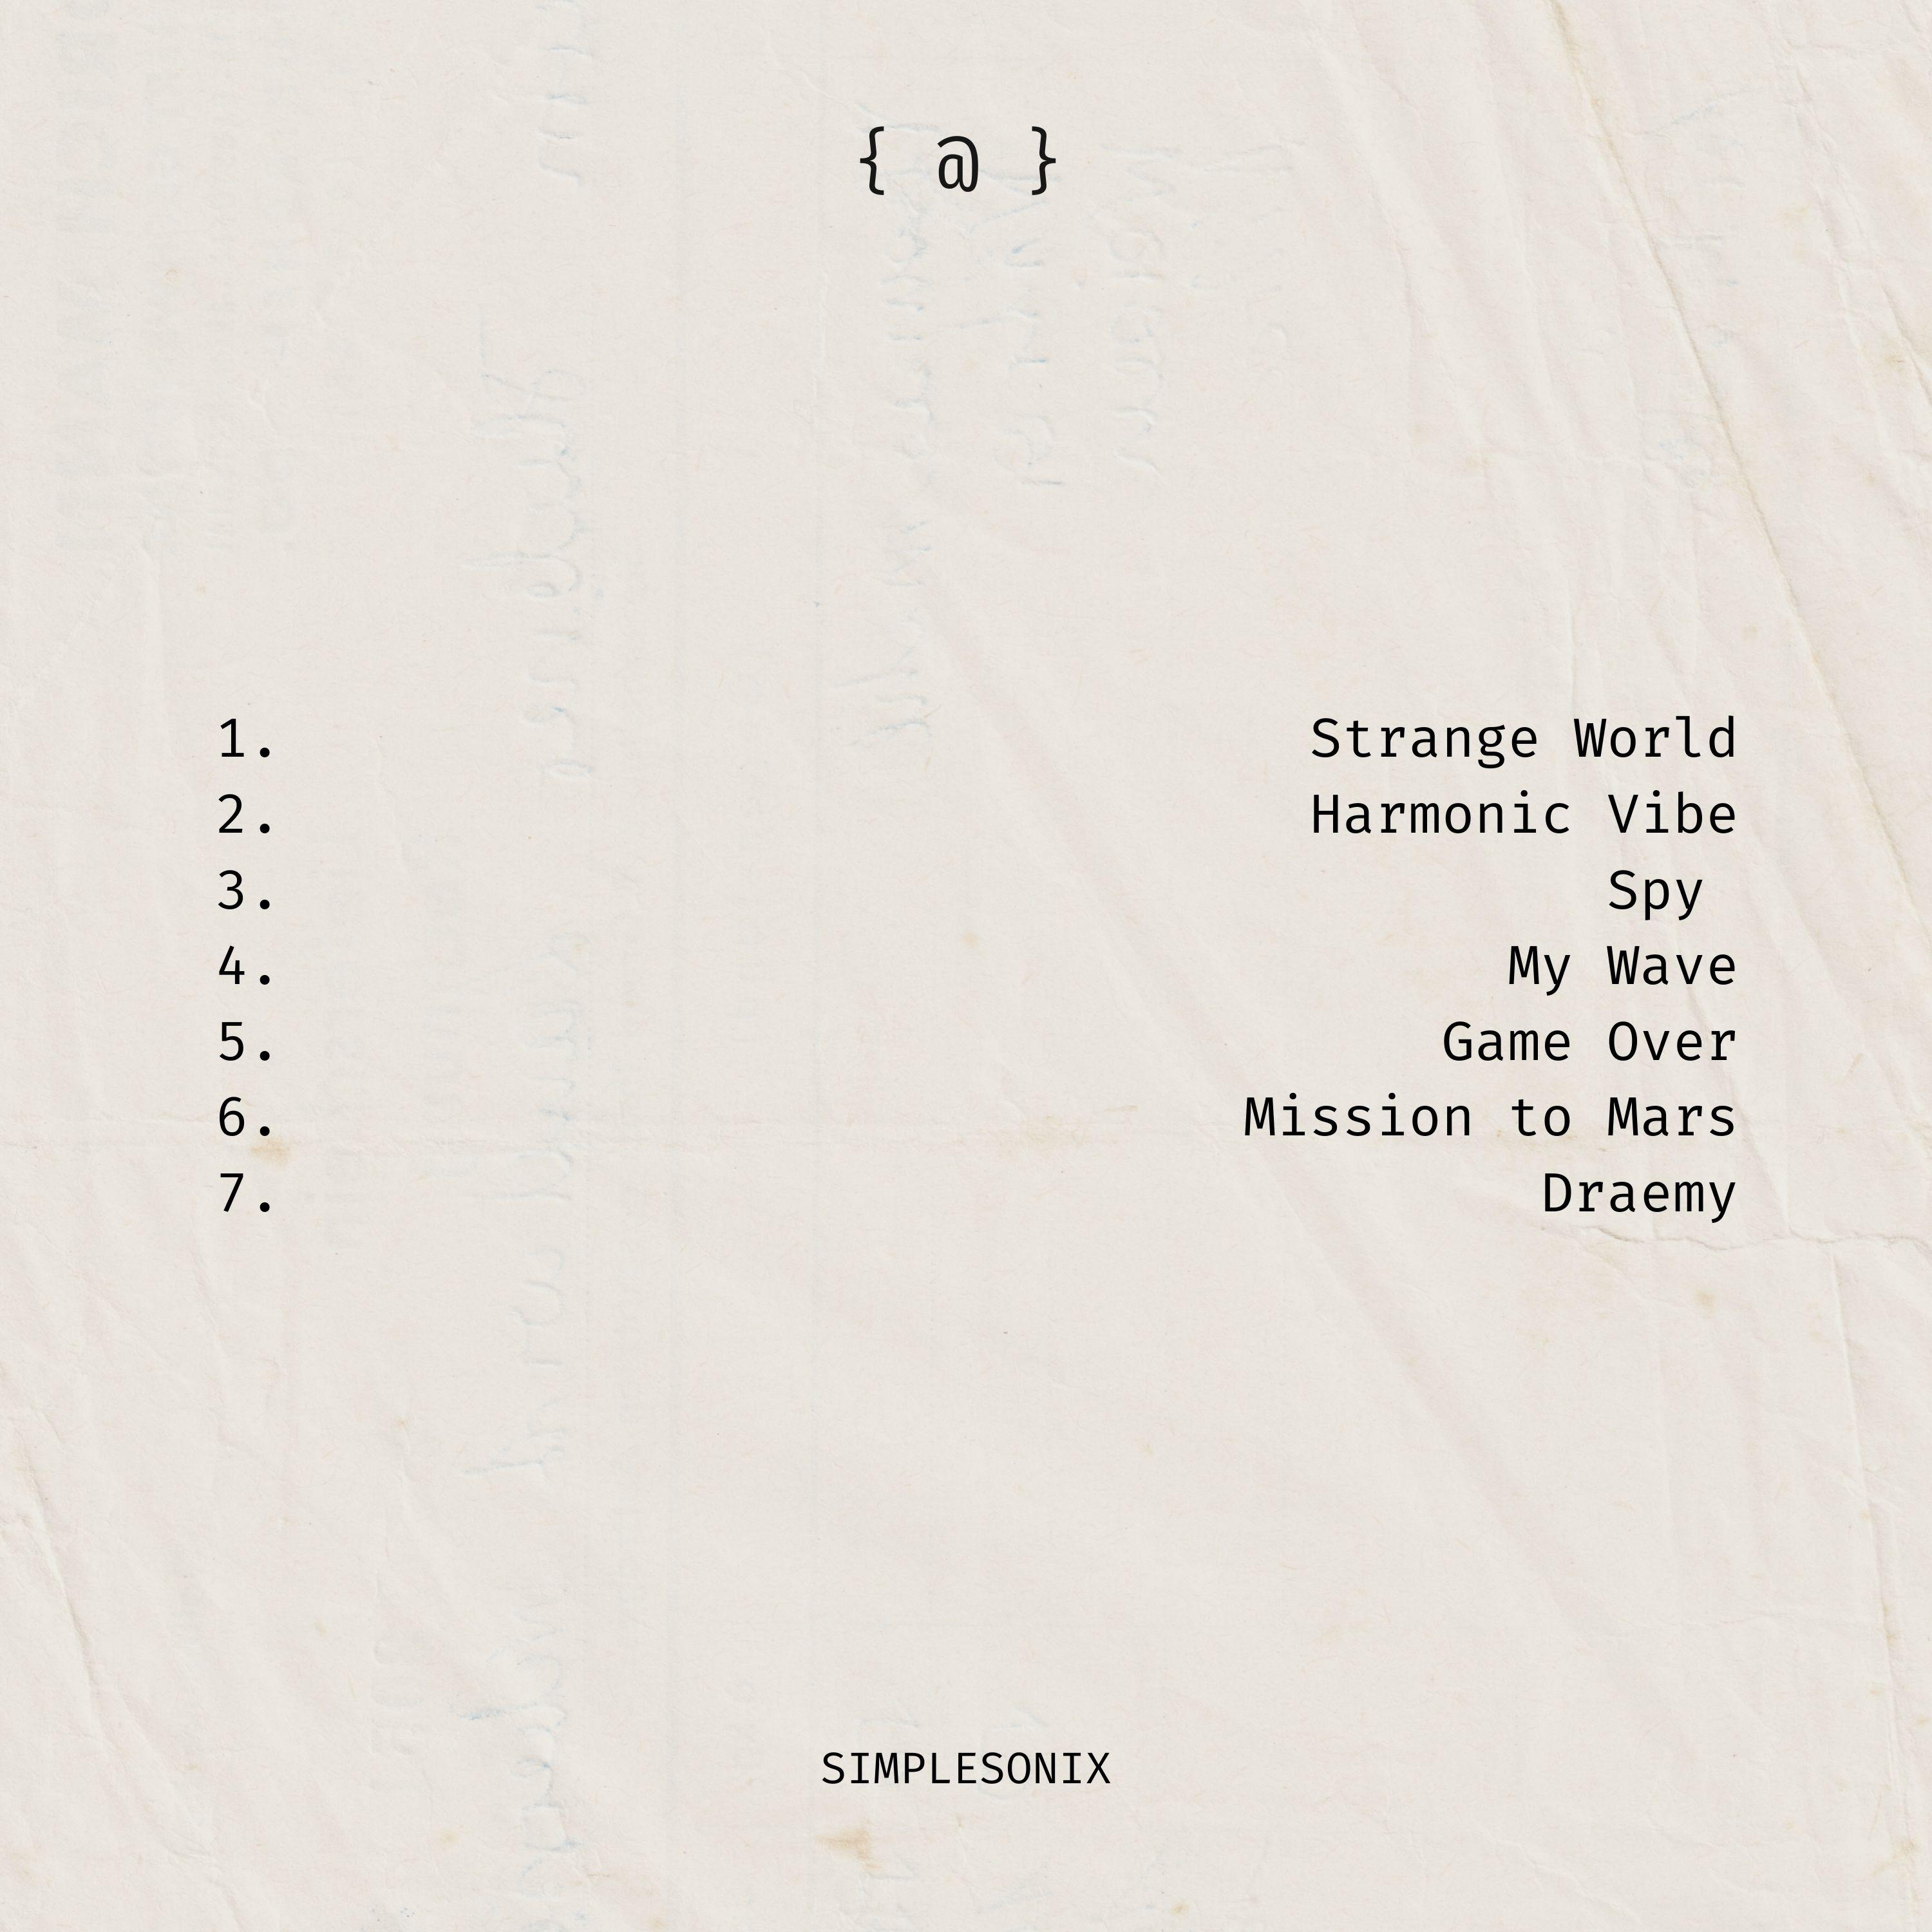 { @ }
1. Strange World
2. Harmonic Vibe
3. Spy
4. My Wave
5. Game Over
6. Mission to Mars
7. Draemy
SIMPLESONIX